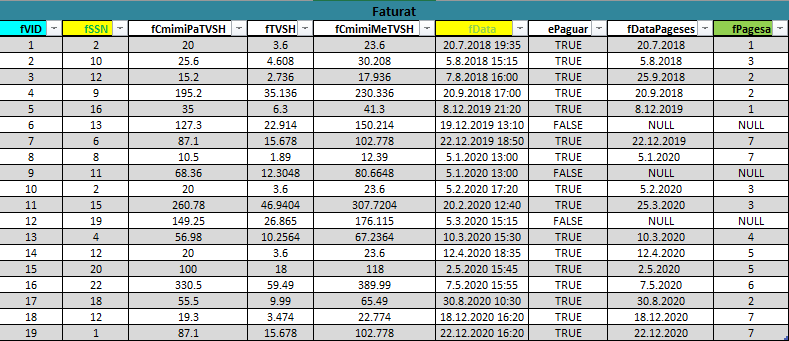 Faturat
fVID fSSN fCmimiPaTVSH fTVSH fCmimiMeTVSH fData ePaguar fDataPageses fPagesa
1 2 20 3.6 23.6 20.7.2018 19:35 TRUE 20.7.2018 1
2 10 25.6 4.608 30.208 5.8.2018 15:15 TRUE 5.8.2018 3
3 12 15.2 2.736 17.936 7.8.2018 16:00 TRUE 25.9.2018 2
4 9 195.2 35.136 230.336 20.9.2018 17:00 TRUE 20.9.2018 2
5 16 35 6.3 41.3 8.12.2019 21:20 TRUE 8.12.2019 1
6 13 127.3 22.914 150.214 19.12.2019 13:10 FALSE NULL NULL
7 6 87.1 15.678 102.778 22.12.2019 18:50 TRUE 22.12.2019 7
8 8 10.5 1.89 12.39 5.1.2020 13:00 TRUE 5.1.2020 7
9 11 68.36 12.3048 80.6648 5.1.2020 13:00 FALSE NULL NULL
10 2 20 3.6 23.6 5.2.2020 17:20 TRUE 5.2.2020 3
11 15 260.78 46.9404 307.7204 20.2.2020 12:40 TRUE 25.3.2020 3
12 19 149.25 26.865 176.115 5.3.2020 15:15 FALSE NULL NULL
13 4 56.98 10.2564 67.2364 10.3.2020 15:30 TRUE 10.3.2020 4
14 12 20 3.6 23.6 12.4.2020 18:35 TRUE 12.4.2020 5
15 20 100 18 118 2.5.2020 15:45 TRUE 2.5.2020 5
16 22 330.5 59.49 389.99 7.5.2020 15:55 TRUE 7.5.2020 6
17 18 55.5 9.99 65.49 30.8.2020 10:30 TRUE 30.8.2020 2
18 12 19.3 3.474 22.774 18.12.2020 16:20 TRUE 18.12.2020 7
19 1 87.1 15.678 102.778 22.12.2020 16:20 TRUE 22.12.2020 7